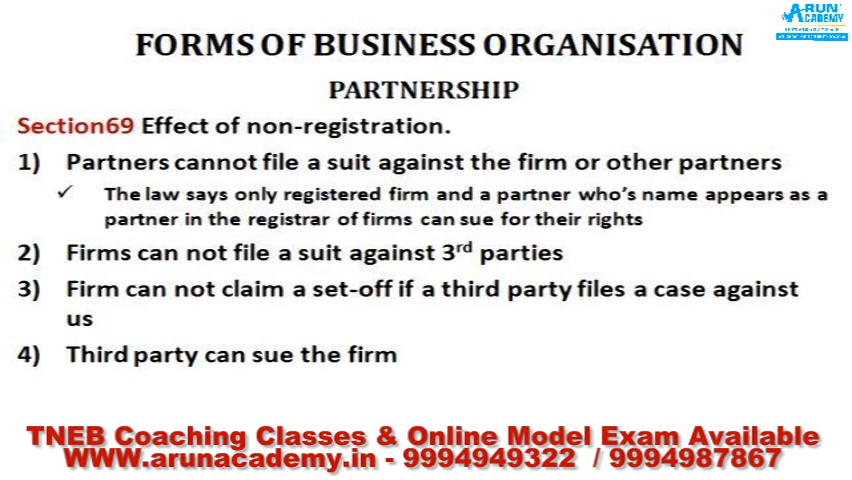 ARUN
ACADEMY
FORMS OF BUSINESS ORGANISATION
PARTNERSHIP
Section69 Effect of non-registration.
1) Partners cannot file a suit against the firm or other partners
✓ The law says only registered firm and a partner who's name appears as a
partner in the registrar of firms can sue for their rights
2) Firms can not file a suit against 3rd parties
3) Firm can not claim a set-off if a third party files a case against
us
4) Third party can sue the firm
TNEB Coaching Classes & Online Model Exam Available
WWW.arunacademy.in - 9994949322 / 9994987867